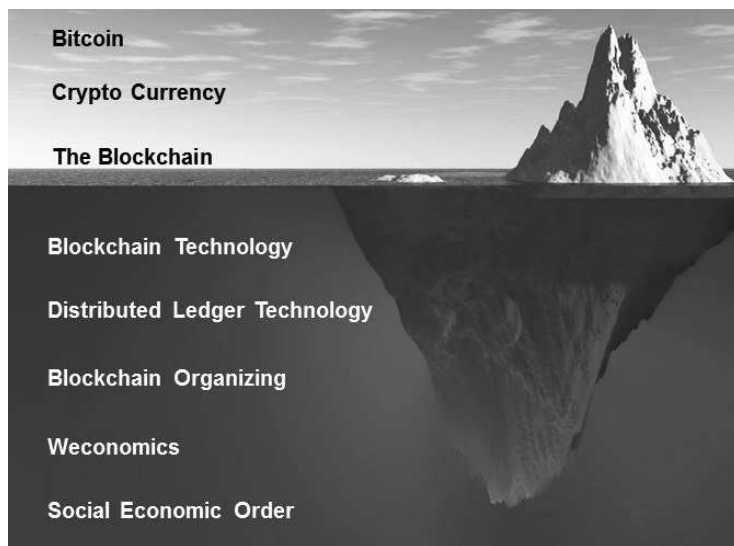 Bitcoin
Crypto Currency
The Blockchain
Blockchain Technology
Distributed Ledger Technology
Blockchain Organizing
Weconomics
Social Economic Order